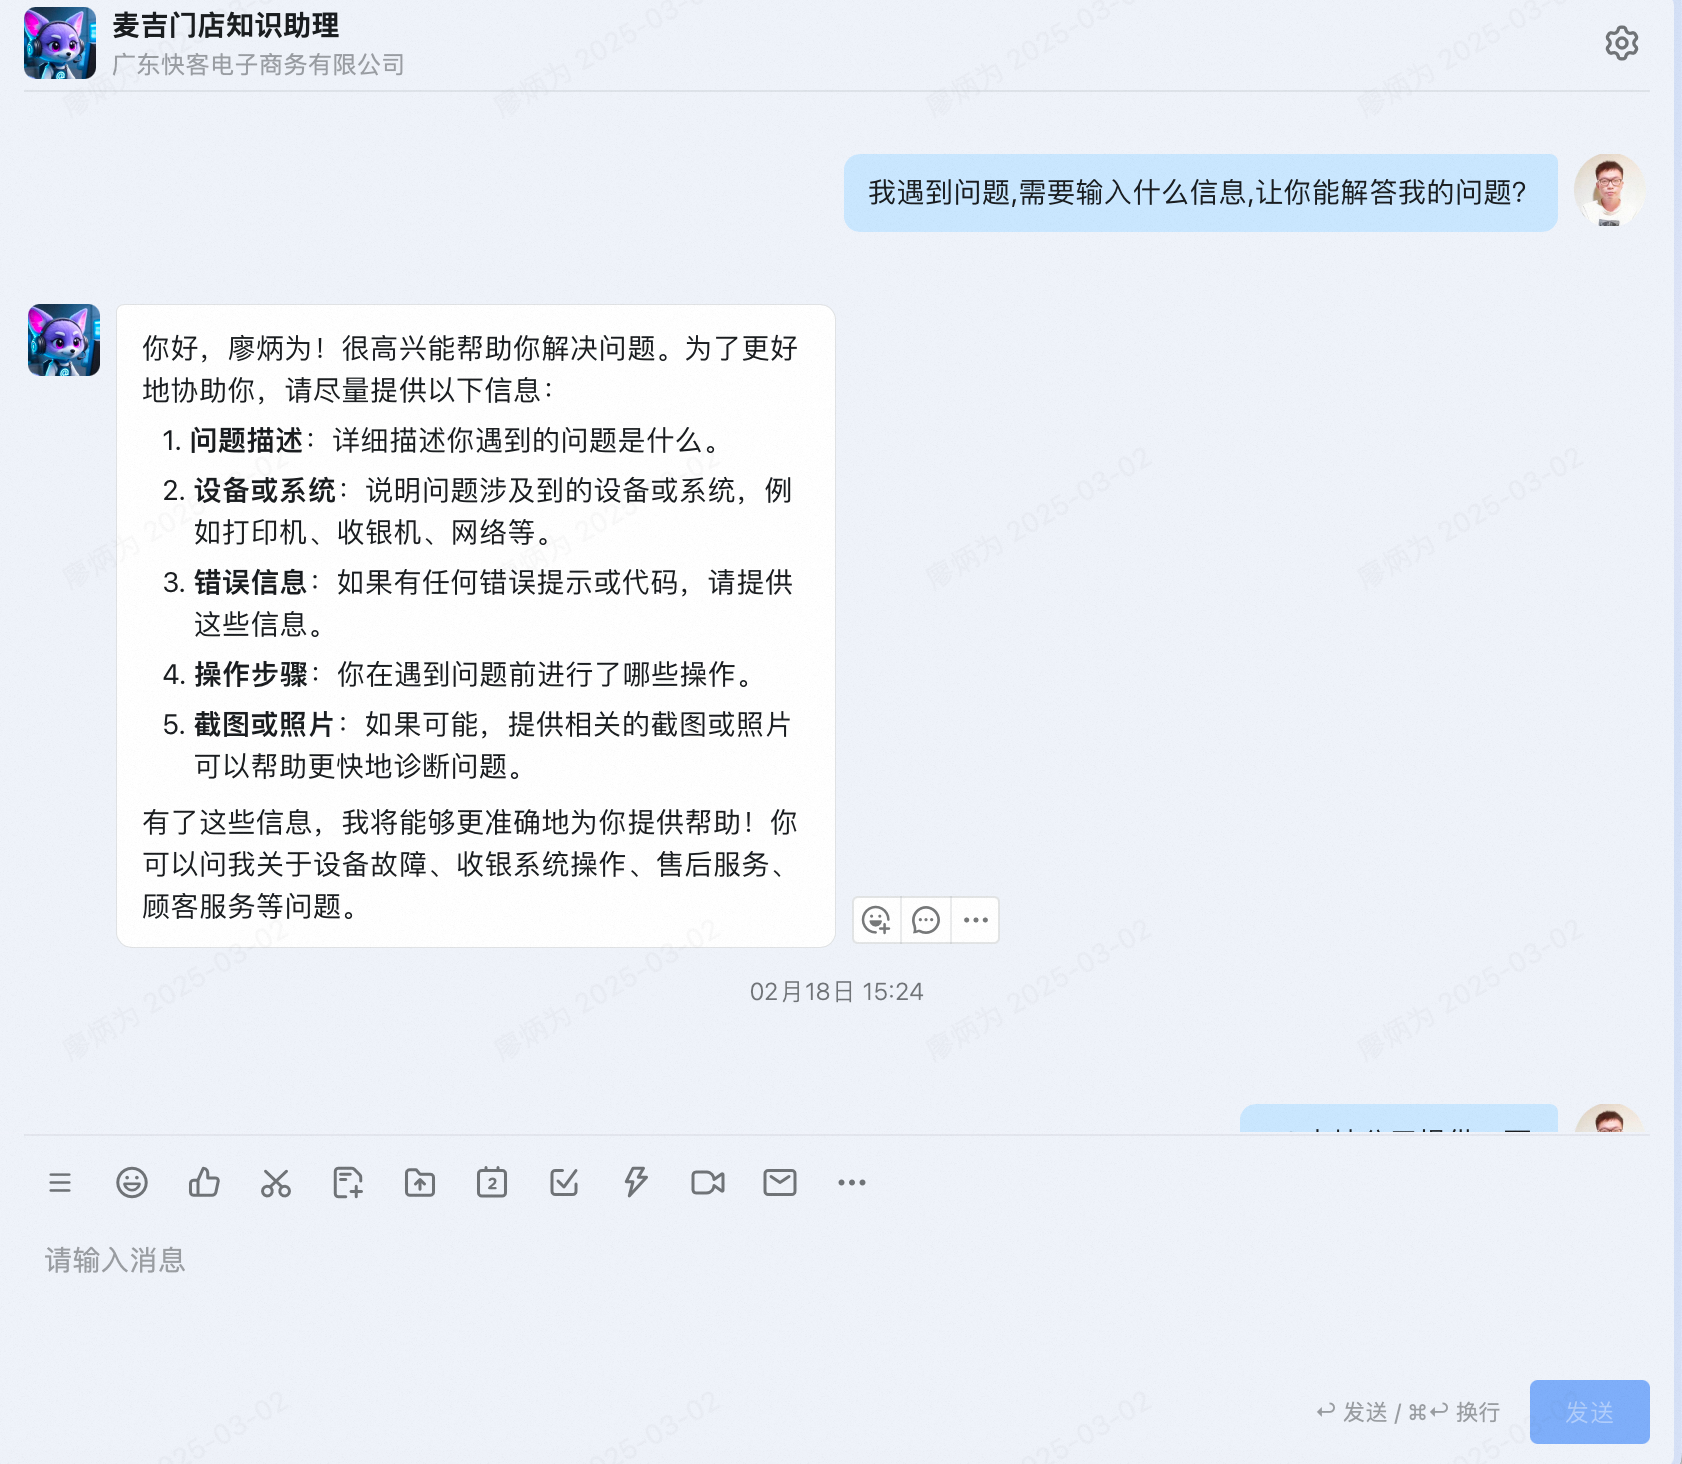 麦吉门店知识助理
广东快客电子商务有限公司
我遇到问题,需要输入什么信息,让你能解答我的问题?
你好，廖炳为！很高兴能帮助你解决问题。为了更好
地协助你，请尽量提供以下信息：
1. 问题描述：详细描述你遇到的问题是什么。
2. 设备或系统：说明问题涉及到的设备或系统，例
如打印机、收银机、网络等。
3. 错误信息：如果有任何错误提示或代码，请提供
这些信息。
4. 操作步骤：你在遇到问题前进行了哪些操作。
5. 截图或照片：如果可能，提供相关的截图或照片
可以帮助更快地诊断问题。
有了这些信息，我将能够更准确地为你提供帮助！你
可以问我关于设备故障、收银系统操作、售后服务、
顾客服务等问题。
02月18日 15:24
2
请输入消息
↩ 发送 / ⌘↩ 换行
发送
廖炳为 2025-03-02